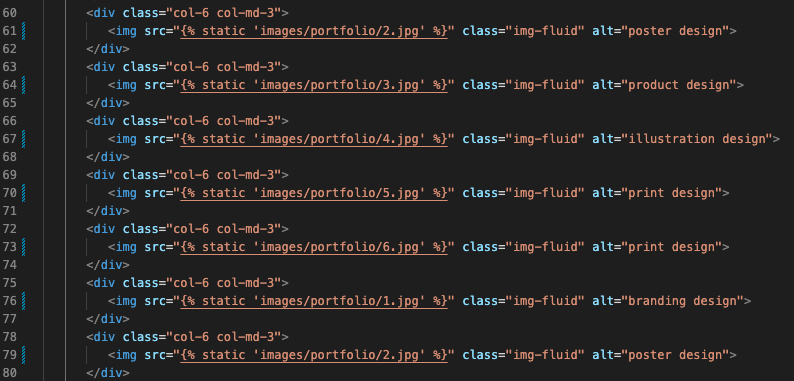 60 <div class="col-6 col-md-3">
61 <img src="{% static 'images/portfolio/2.jpg' %}" class="img-fluid" alt="poster design">
62 </div>
63 <div class="col-6 col-md-3">
64 <img src="{% static 'images/portfolio/3.jpg' %}" class="img-fluid" alt="product design">
65 </div>
66 <div class="col-6 col-md-3">
67 <img src="{% static 'images/portfolio/4.jpg' %}" class="img-fluid" alt="illustration design">
68 </div>
69 <div class="col-6 col-md-3">
70 <img src="{% static 'images/portfolio/5.jpg' %}" class="img-fluid" alt="print design">
71 </div>
72 <div class="col-6 col-md-3">
73 <img src="{% static 'images/portfolio/6.jpg' %}" class="img-fluid" alt="print design">
74 </div>
75 <div class="col-6 col-md-3">
76 <img src="{% static 'images/portfolio/1.jpg' %}" class="img-fluid" alt="branding design">
77 </div>
78 <div class="col-6 col-md-3">
79 <img src="{% static 'images/portfolio/2.jpg' %}" class="img-fluid" alt="poster design">
80 </div>